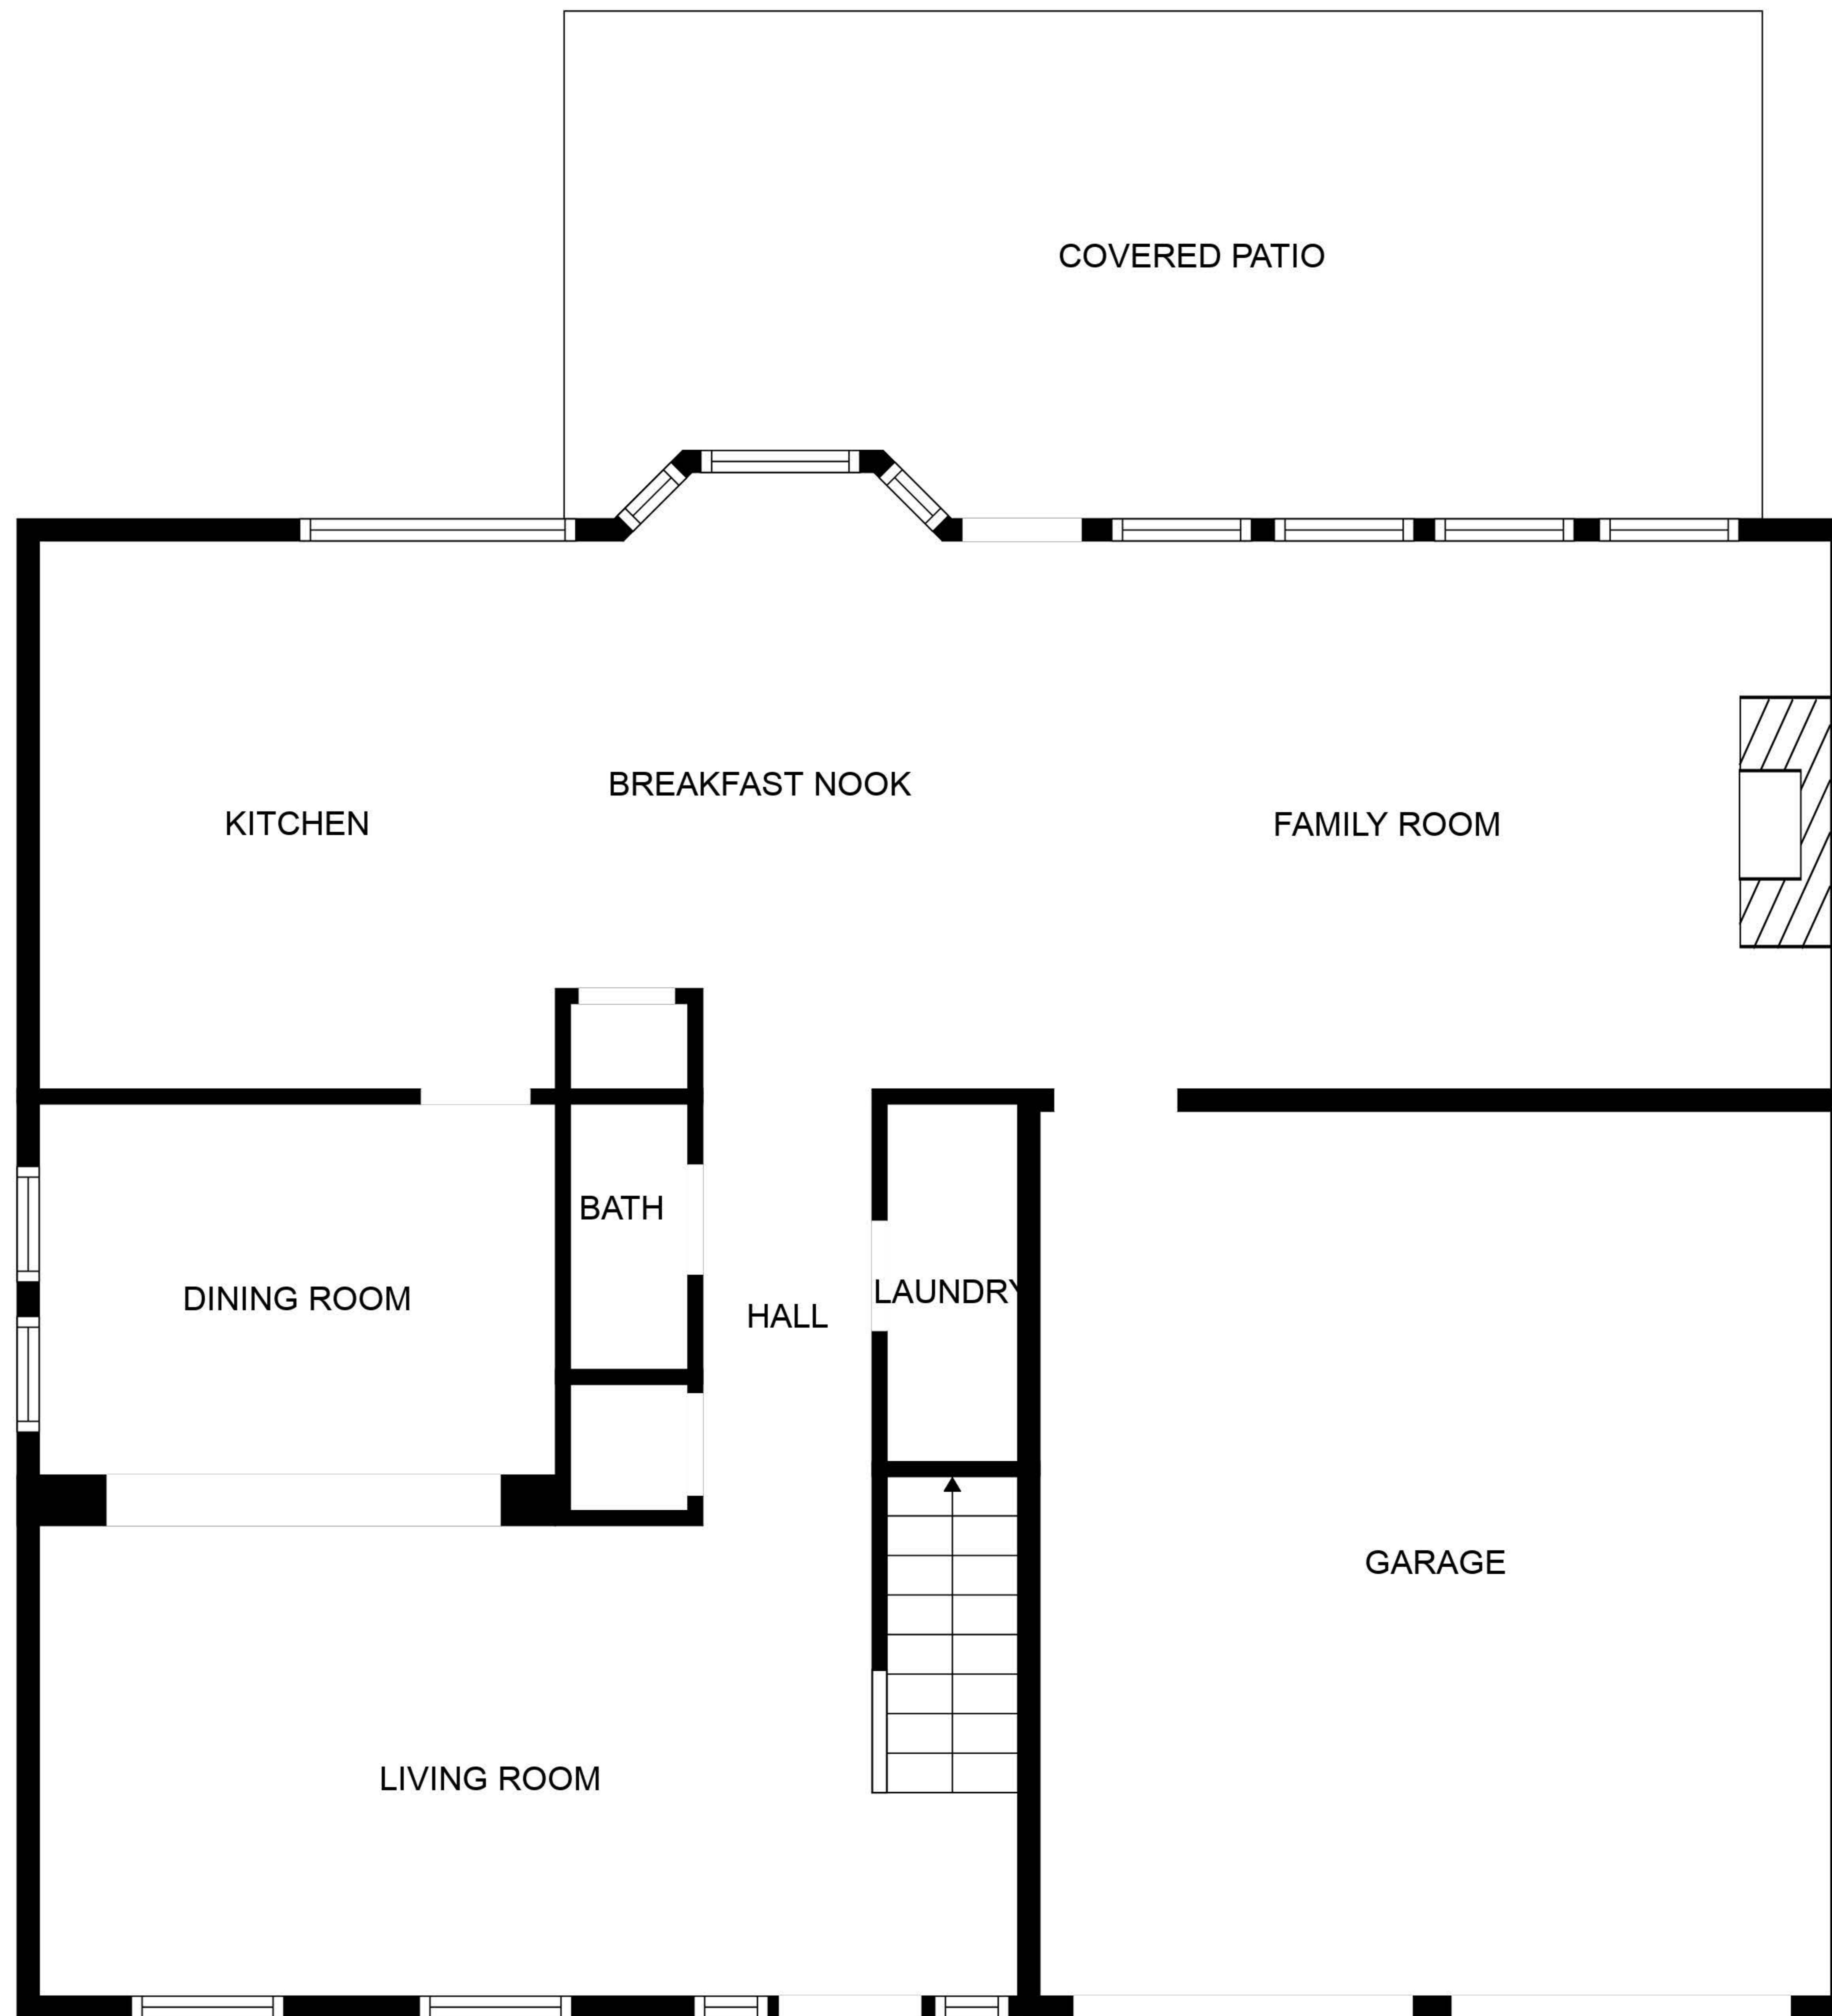 COVERED PATIO
BREAKFAST NOOK
KITCHEN
FAMILY ROOM
BATH
LAUNDRY
DINING ROOM
HALL
GARAGE
LIVING ROOM